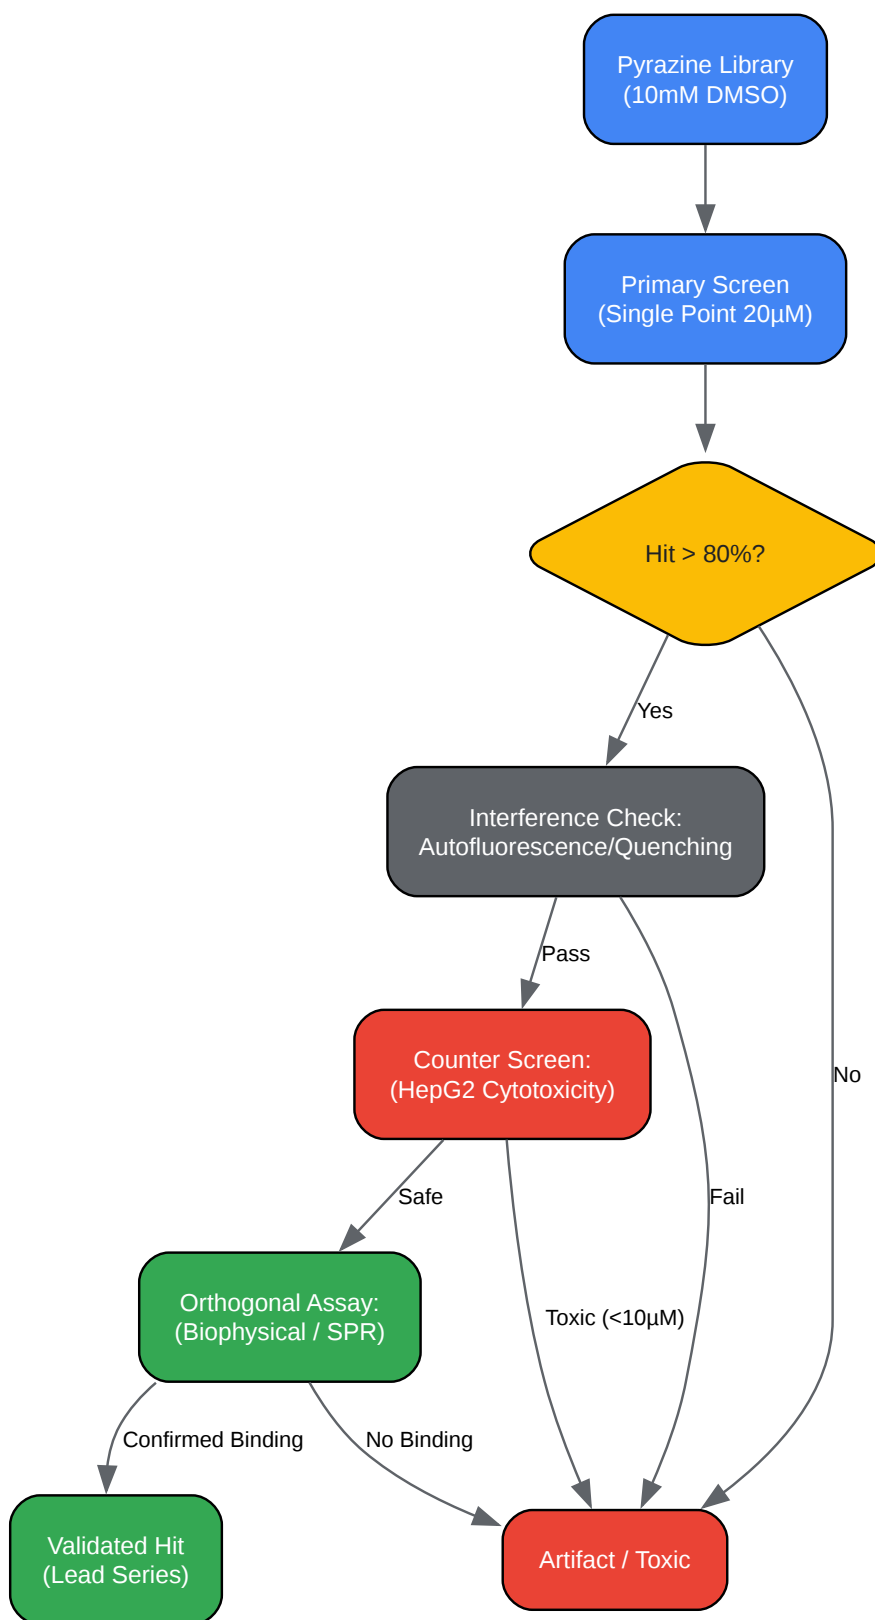 Pyrazine Library
(10mM DMSO)
Primary Screen
(Single Point 20µM)
Hit > 80%?
Yes
Interference Check:
Autofluorescence/Quenching
Pass
Counter Screen:
(HepG2 Cytotoxicity)
No
Safe
Fail
Orthogonal Assay:
(Biophysical / SPR)
Toxic (<10µM)
Confirmed Binding
No Binding
Validated Hit
(Lead Series)
Artifact / Toxic